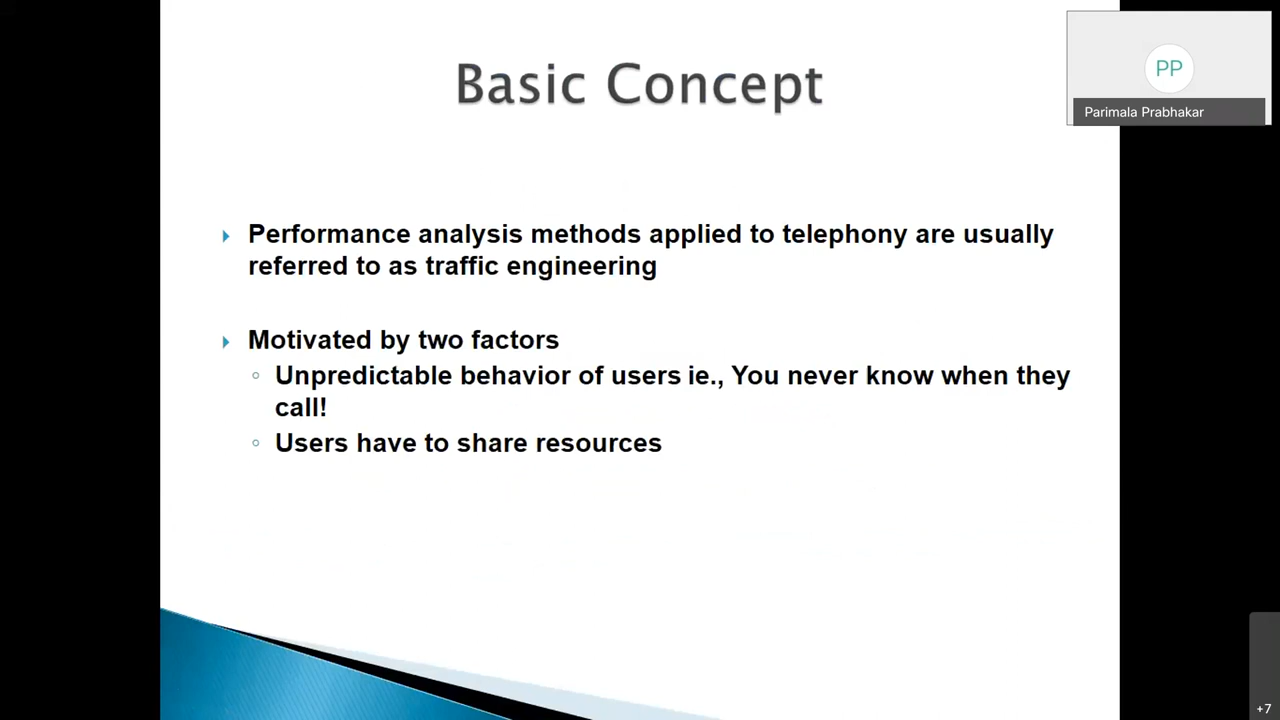 Basic Concept
PP
Parimala Prabhakar
Performance analysis methods applied to telephony are usually
referred to as traffic engineering
Motivated by two factors
Unpredictable behavior of users ie., You never know when they
call!
Users have to share resources
+7